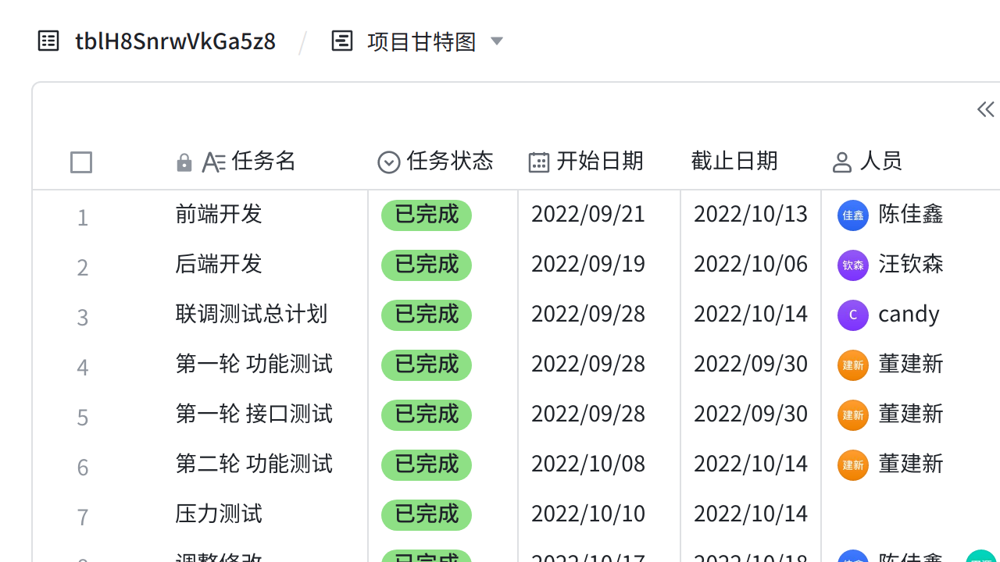 tblH8SnrwVkGa5z8 / 项目甘特图
任务名 任务状态 开始日期 截止日期 人员
1 前端开发 已完成 2022/09/21 2022/10/13 佳鑫 陈佳鑫
2 后端开发 已完成 2022/09/19 2022/10/06 钦森 汪钦森
3 联调测试总计划 已完成 2022/09/28 2022/10/14 C candy
4 第一轮 功能测试 已完成 2022/09/28 2022/09/30 建新 董建新
5 第一轮 接口测试 已完成 2022/09/28 2022/09/30 建新 董建新
6 第二轮 功能测试 已完成 2022/10/08 2022/10/14 建新 董建新
7 压力测试 已完成 2022/10/10 2022/10/14
8 调整修改 已完成 2022/10/17 2022/10/18 佳鑫 陈佳鑫